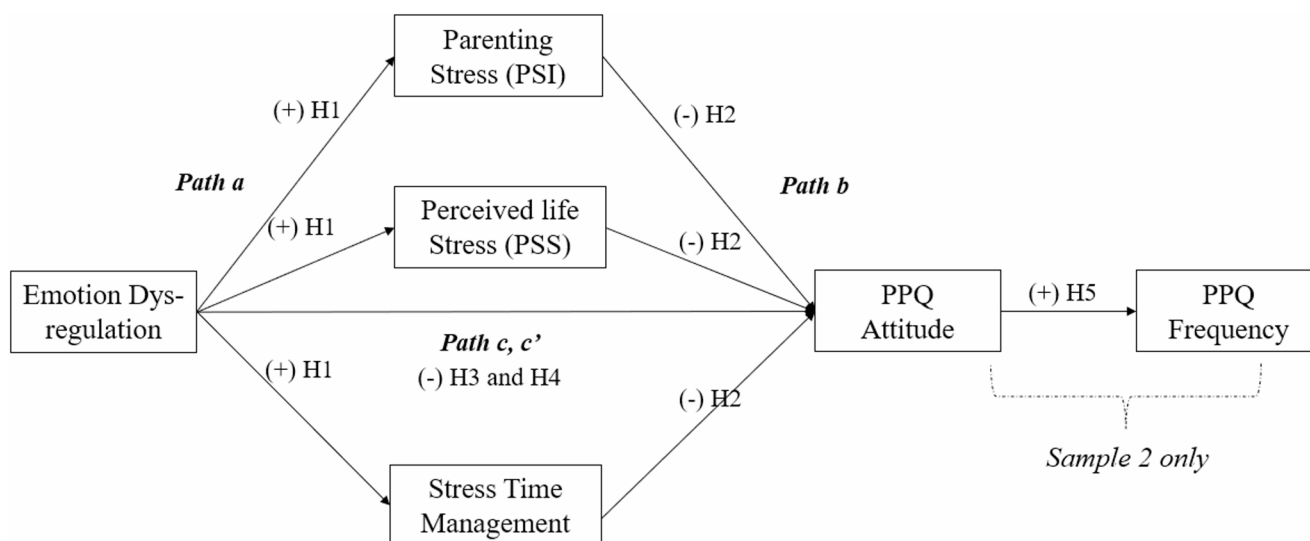 Parenting
Stress (PSI)
(+) H1
(-) H2
Path a
Path b
Perceived life
Stress (PSS)
(+) H1
(-) H2
Emotion Dys-
regulation
PPQ
Attitude
(+) H5
PPQ
Frequency
Path c, c’
(-) H3 and H4
(+) H1
(-) H2
Sample 2 only
Stress Time
Management